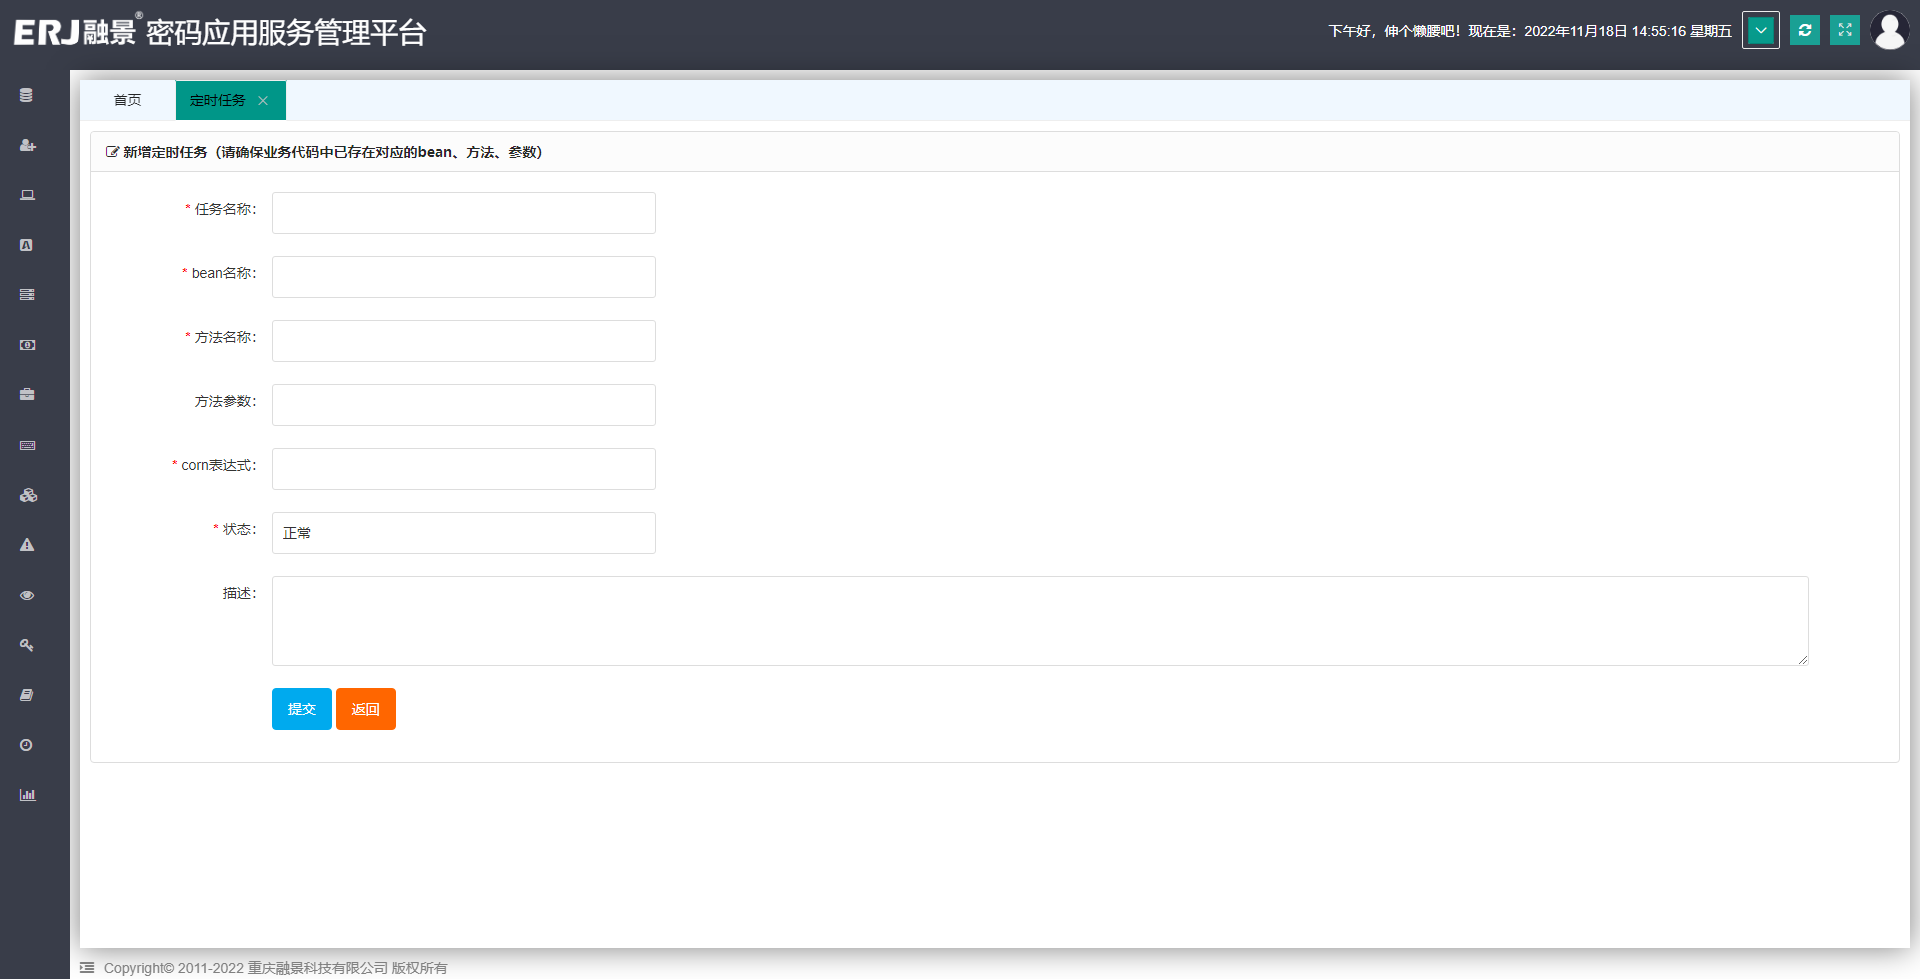 ERJ融景® 密码应用服务管理平台
下午好，伸个懒腰吧！现在是：2022年11月18日 14:55:16 星期五
首页 定时任务
新增定时任务（请确保业务代码中已存在对应的bean、方法、参数）
* 任务名称：
* bean名称：
* 方法名称：
方法参数：
* corn表达式：
* 状态： 正常
描述：
提交 返回
Copyright© 2011-2022 重庆融景科技有限公司 版权所有